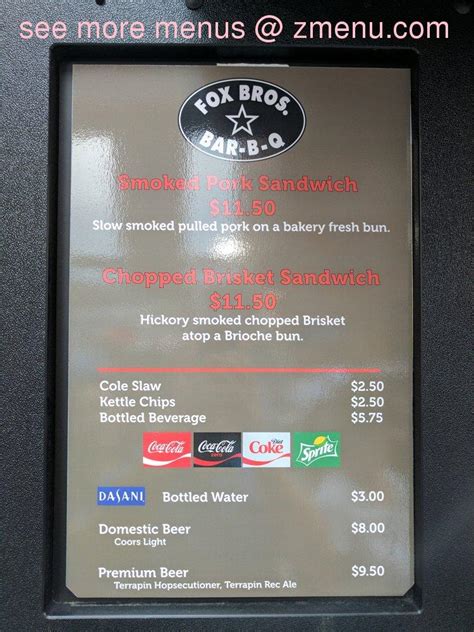 see more menus @ zmenu.com
FOX BROS.
BAR-B-Q
Smoked Pork Sandwich
$11.50
Slow smoked pulled pork on a bakery fresh bun.
Chopped Brisket Sandwich
$11.50
Hickory smoked chopped Brisket
atop a Brioche bun.
Cole Slaw $2.50
Kettle Chips $2.50
Bottled Beverage $5.75
Coca-Cola Coca-Cola zero Diet Coke Sprite
DASANI Bottled Water $3.00
Domestic Beer $8.00
Coors Light
Premium Beer $9.50
Terrapin Hopsecutioner, Terrapin Rec Ale